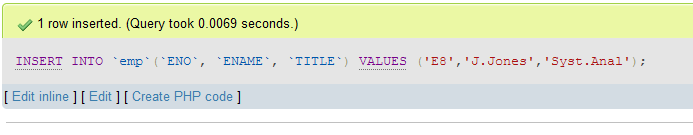 1 row inserted. (Query took 0.0069 seconds.)
INSERT INTO `emp`(`ENO`, `ENAME`, `TITLE`) VALUES ('E8','J.Jones','Syst.Anal');
[ Edit inline ] [ Edit ] [ Create PHP code ]